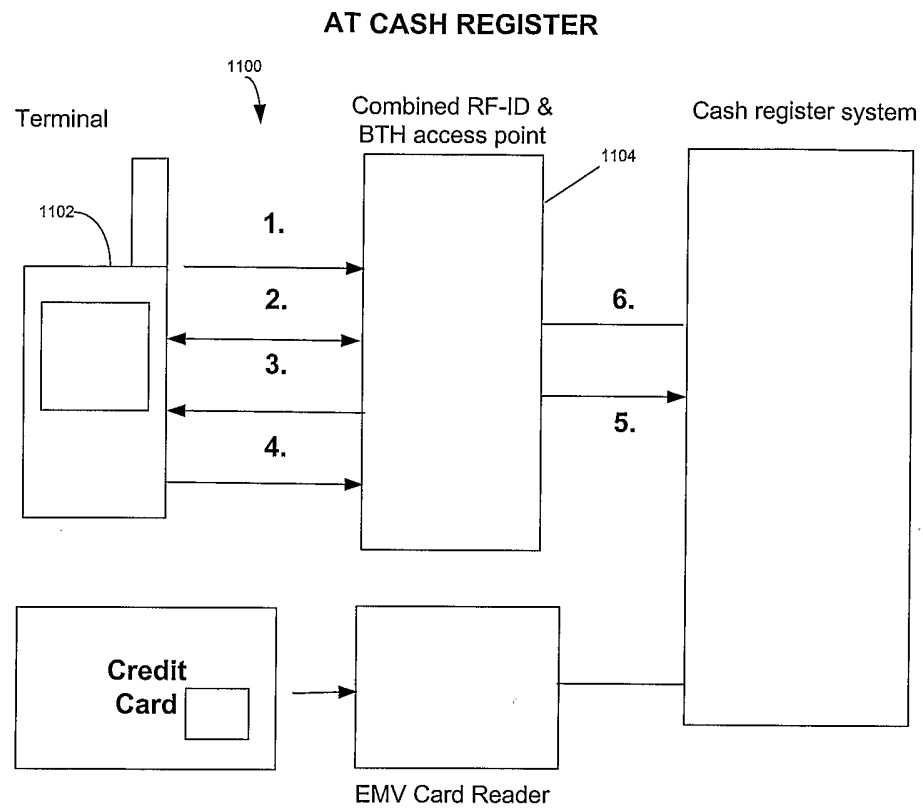 AT CASH REGISTER
1100
Terminal
Combined RF-ID &
BTH access point
Cash register system
1104
1102
1.
2.
6.
3.
5.
4.
Credit
Card
EMV Card Reader